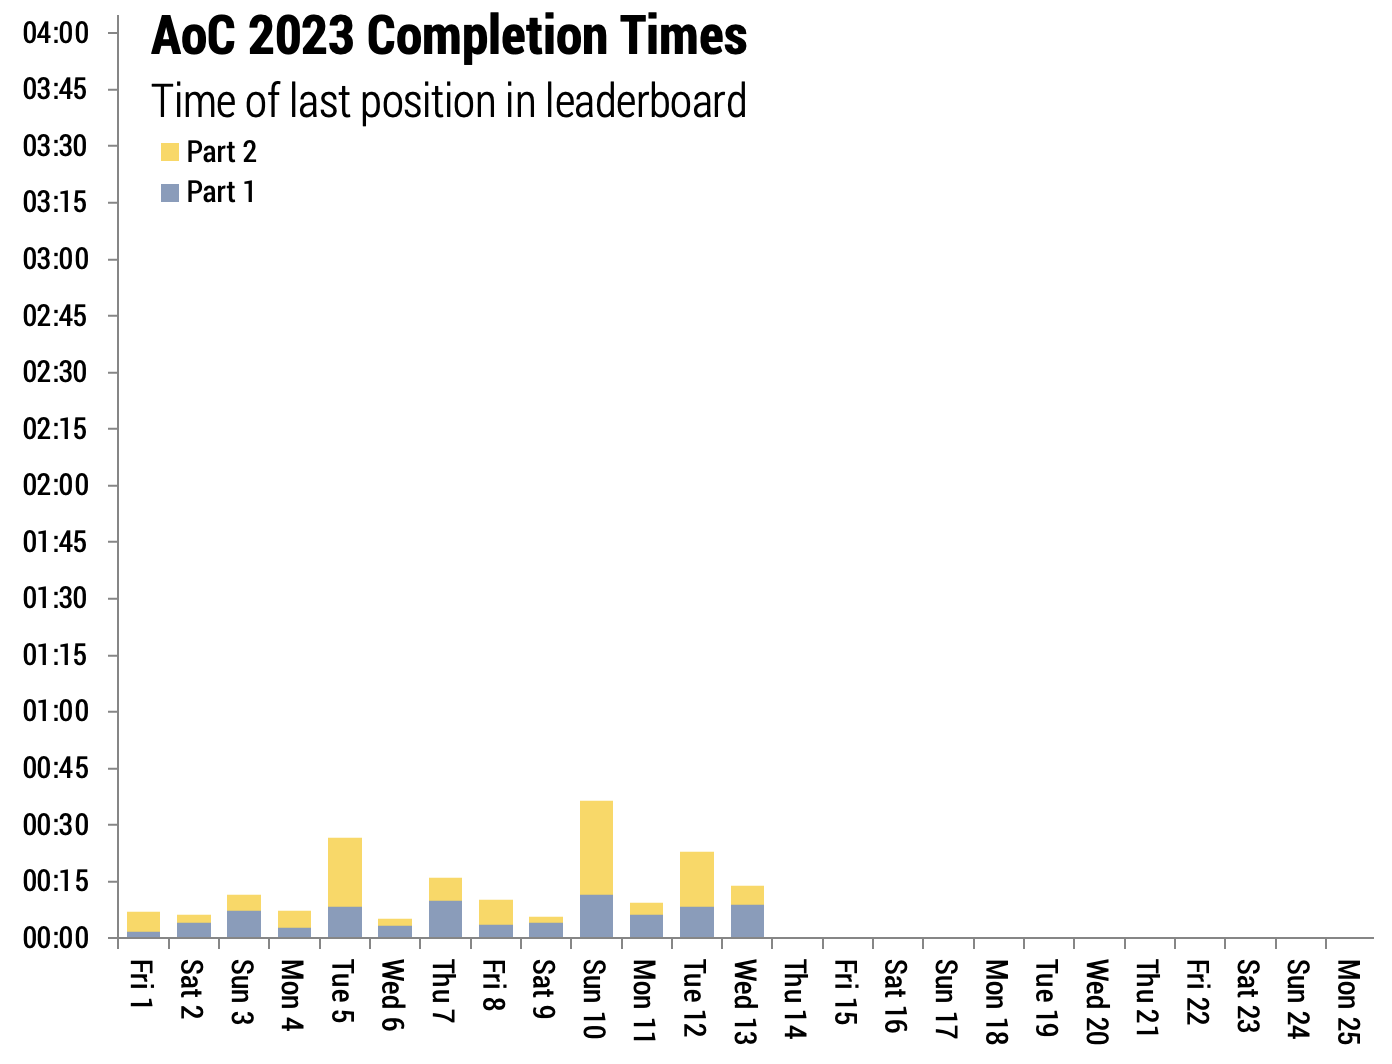 AoC 2023 Completion Times
Time of last position in leaderboard
Part 2
Part 1
04:00
03:45
03:30
03:15
03:00
02:45
02:30
02:15
02:00
01:45
01:30
01:15
01:00
00:45
00:30
00:15
00:00
Fri 1
Sat 2
Sun 3
Mon 4
Tue 5
Wed 6
Thu 7
Fri 8
Sat 9
Sun 10
Mon 11
Tue 12
Wed 13
Thu 14
Fri 15
Sat 16
Sun 17
Mon 18
Tue 19
Wed 20
Thu 21
Fri 22
Sat 23
Sun 24
Mon 25